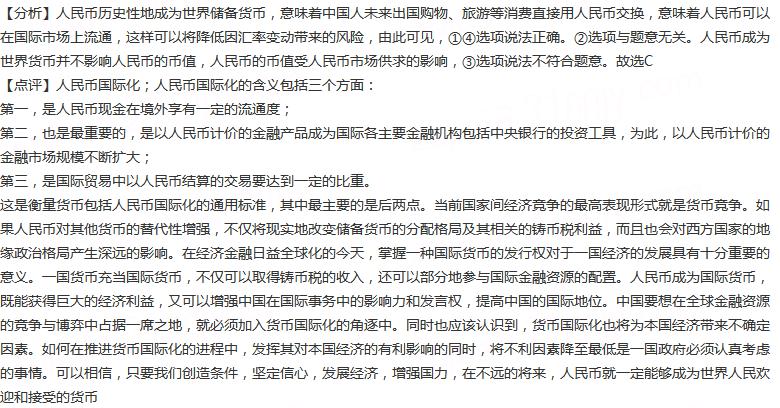 【分析】人民币历史性地成为世界储备货币，意味着中国人未来出国购物、旅游等消费直接用人民币交换，意味着人民币可以
在国际市场上流通，这样可以将降低因汇率变动带来的风险，由此可见，①④选项说法正确。②选项与题意无关。人民币成为
世界货币并不影响人民币的币值，人民币的币值受人民币市场供求的影响，③选项说法不符合题意。故选C
【点评】人民币国际化；人民币国际化的含义包括三个方面：
第一，是人民币现金在境外享有一定的流通度；
第二，也是最重要的，是以人民币计价的金融产品成为国际各主要金融机构包括中央银行的投资工具，为此，以人民币计价的
金融市场规模不断扩大；
第三，是国际贸易中以人民币结算的交易要达到一定的比重。
这是衡量货币包括人民币国际化的通用标准，其中最主要的是后两点。当前国家间经济竞争的最高表现形式就是货币竞争。如
果人民币对其他货币的替代性增强，不仅将现实地改变储备货币的分配格局及其相关的铸币税利益，而且也会对西方国家的地
缘政治格局产生深远的影响。在经济金融日益全球化的今天，掌握一种国际货币的发行权对于一国经济的发展具有十分重要的
意义。一国货币充当国际货币，不仅可以取得铸币税的收入，还可以部分地参与国际金融资源的配置。人民币成为国际货币，
既能获得巨大的经济利益，又可以增强中国在国际事务中的影响力和发言权，提高中国的国际地位。中国要想在全球金融资源
的竞争与博弈中占据一席之地，就必须加入货币国际化的角逐中。同时也应该认识到，货币国际化也将为本国经济带来不确定
因素。如何在推进货币国际化的进程中，发挥其对本国经济的有利影响的同时，将不利因素降至最低是一国政府必须认真考虑
的事情。可以相信，只要我们创造条件，坚定信心，发展经济，增强国力，在不远的将来，人民币就一定能够成为世界人民欢
迎和接受的货币